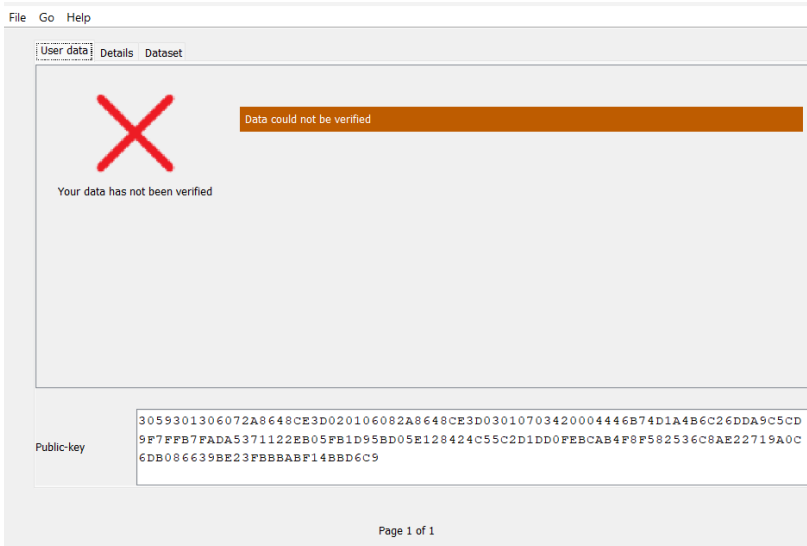 File Go Help
User data Details Dataset
Data could not be verified
Your data has not been verified
3059301306072A8648CE3D020106082A8648CE3D03010703420004446B74D1A4B6C26DDA9C5CD
Public-key 9F7FFB7FADA5371122EB05FB1D95BD05E128424C55C2D1DD0FEBCAB4F8F582536C8AE22719A0C
6DB086639BE23FBBBABF14BBD6C9
Page 1 of 1